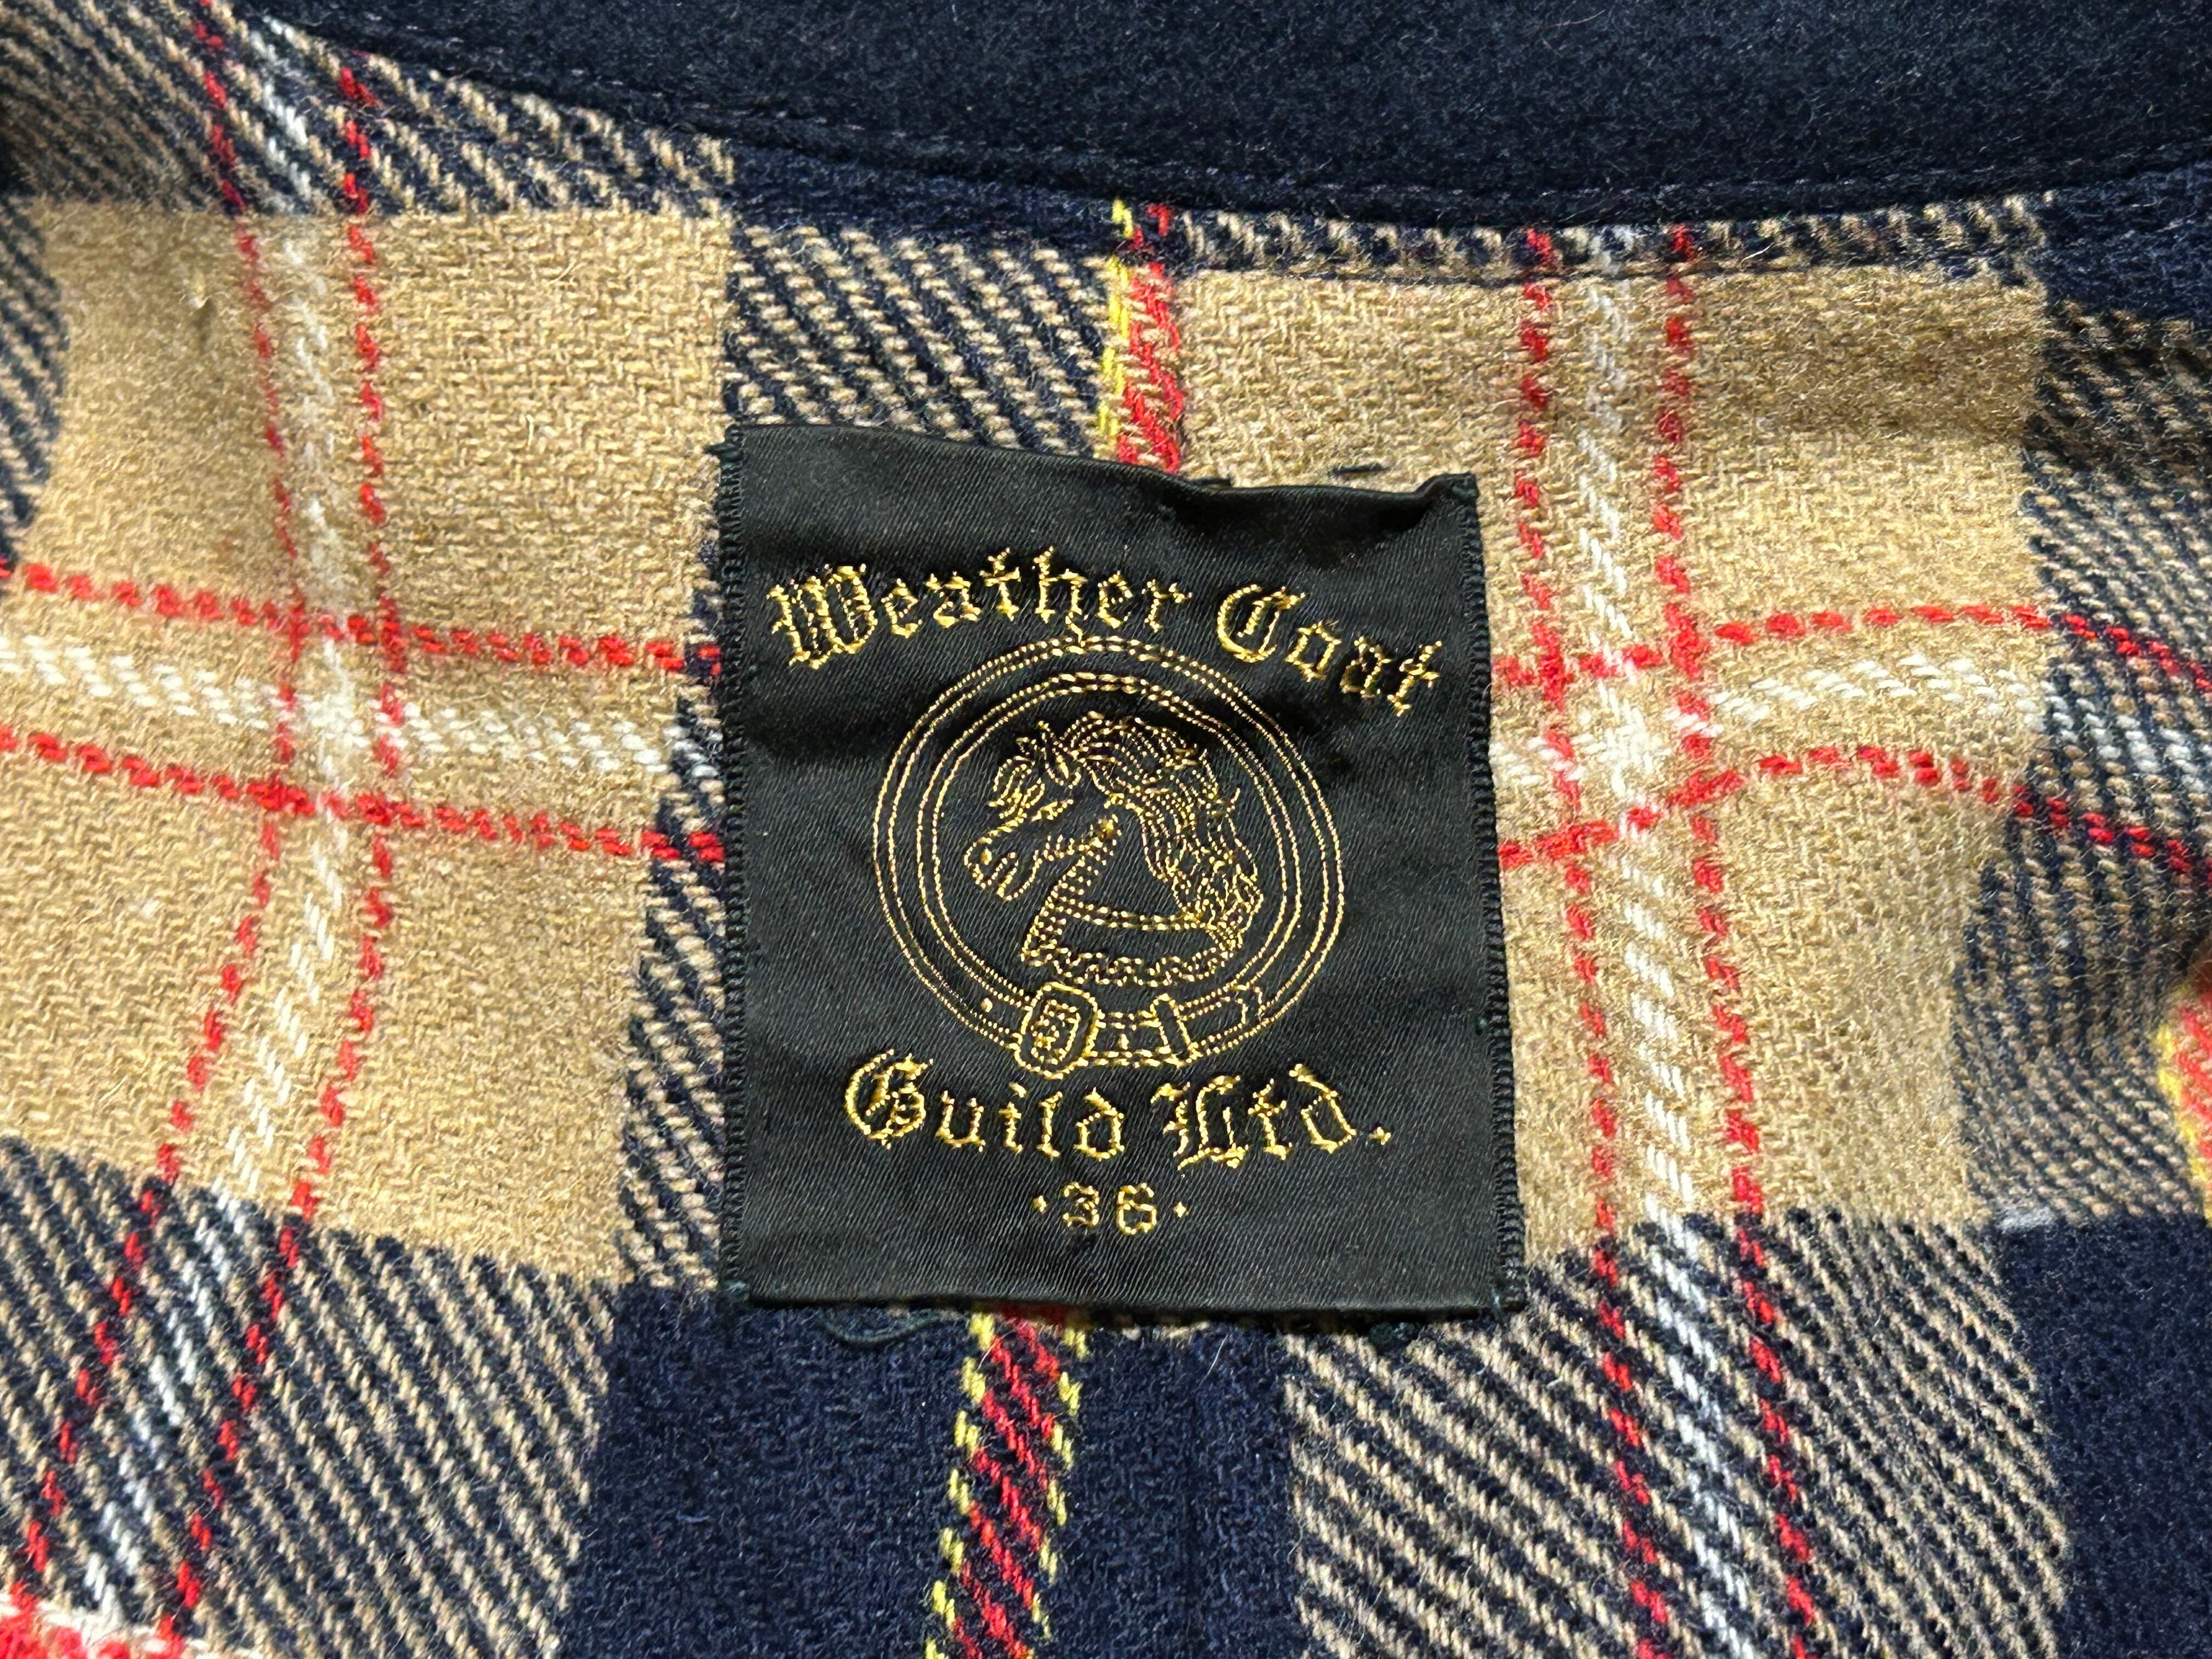 Weather Coat
Guild Ltd.
·36·